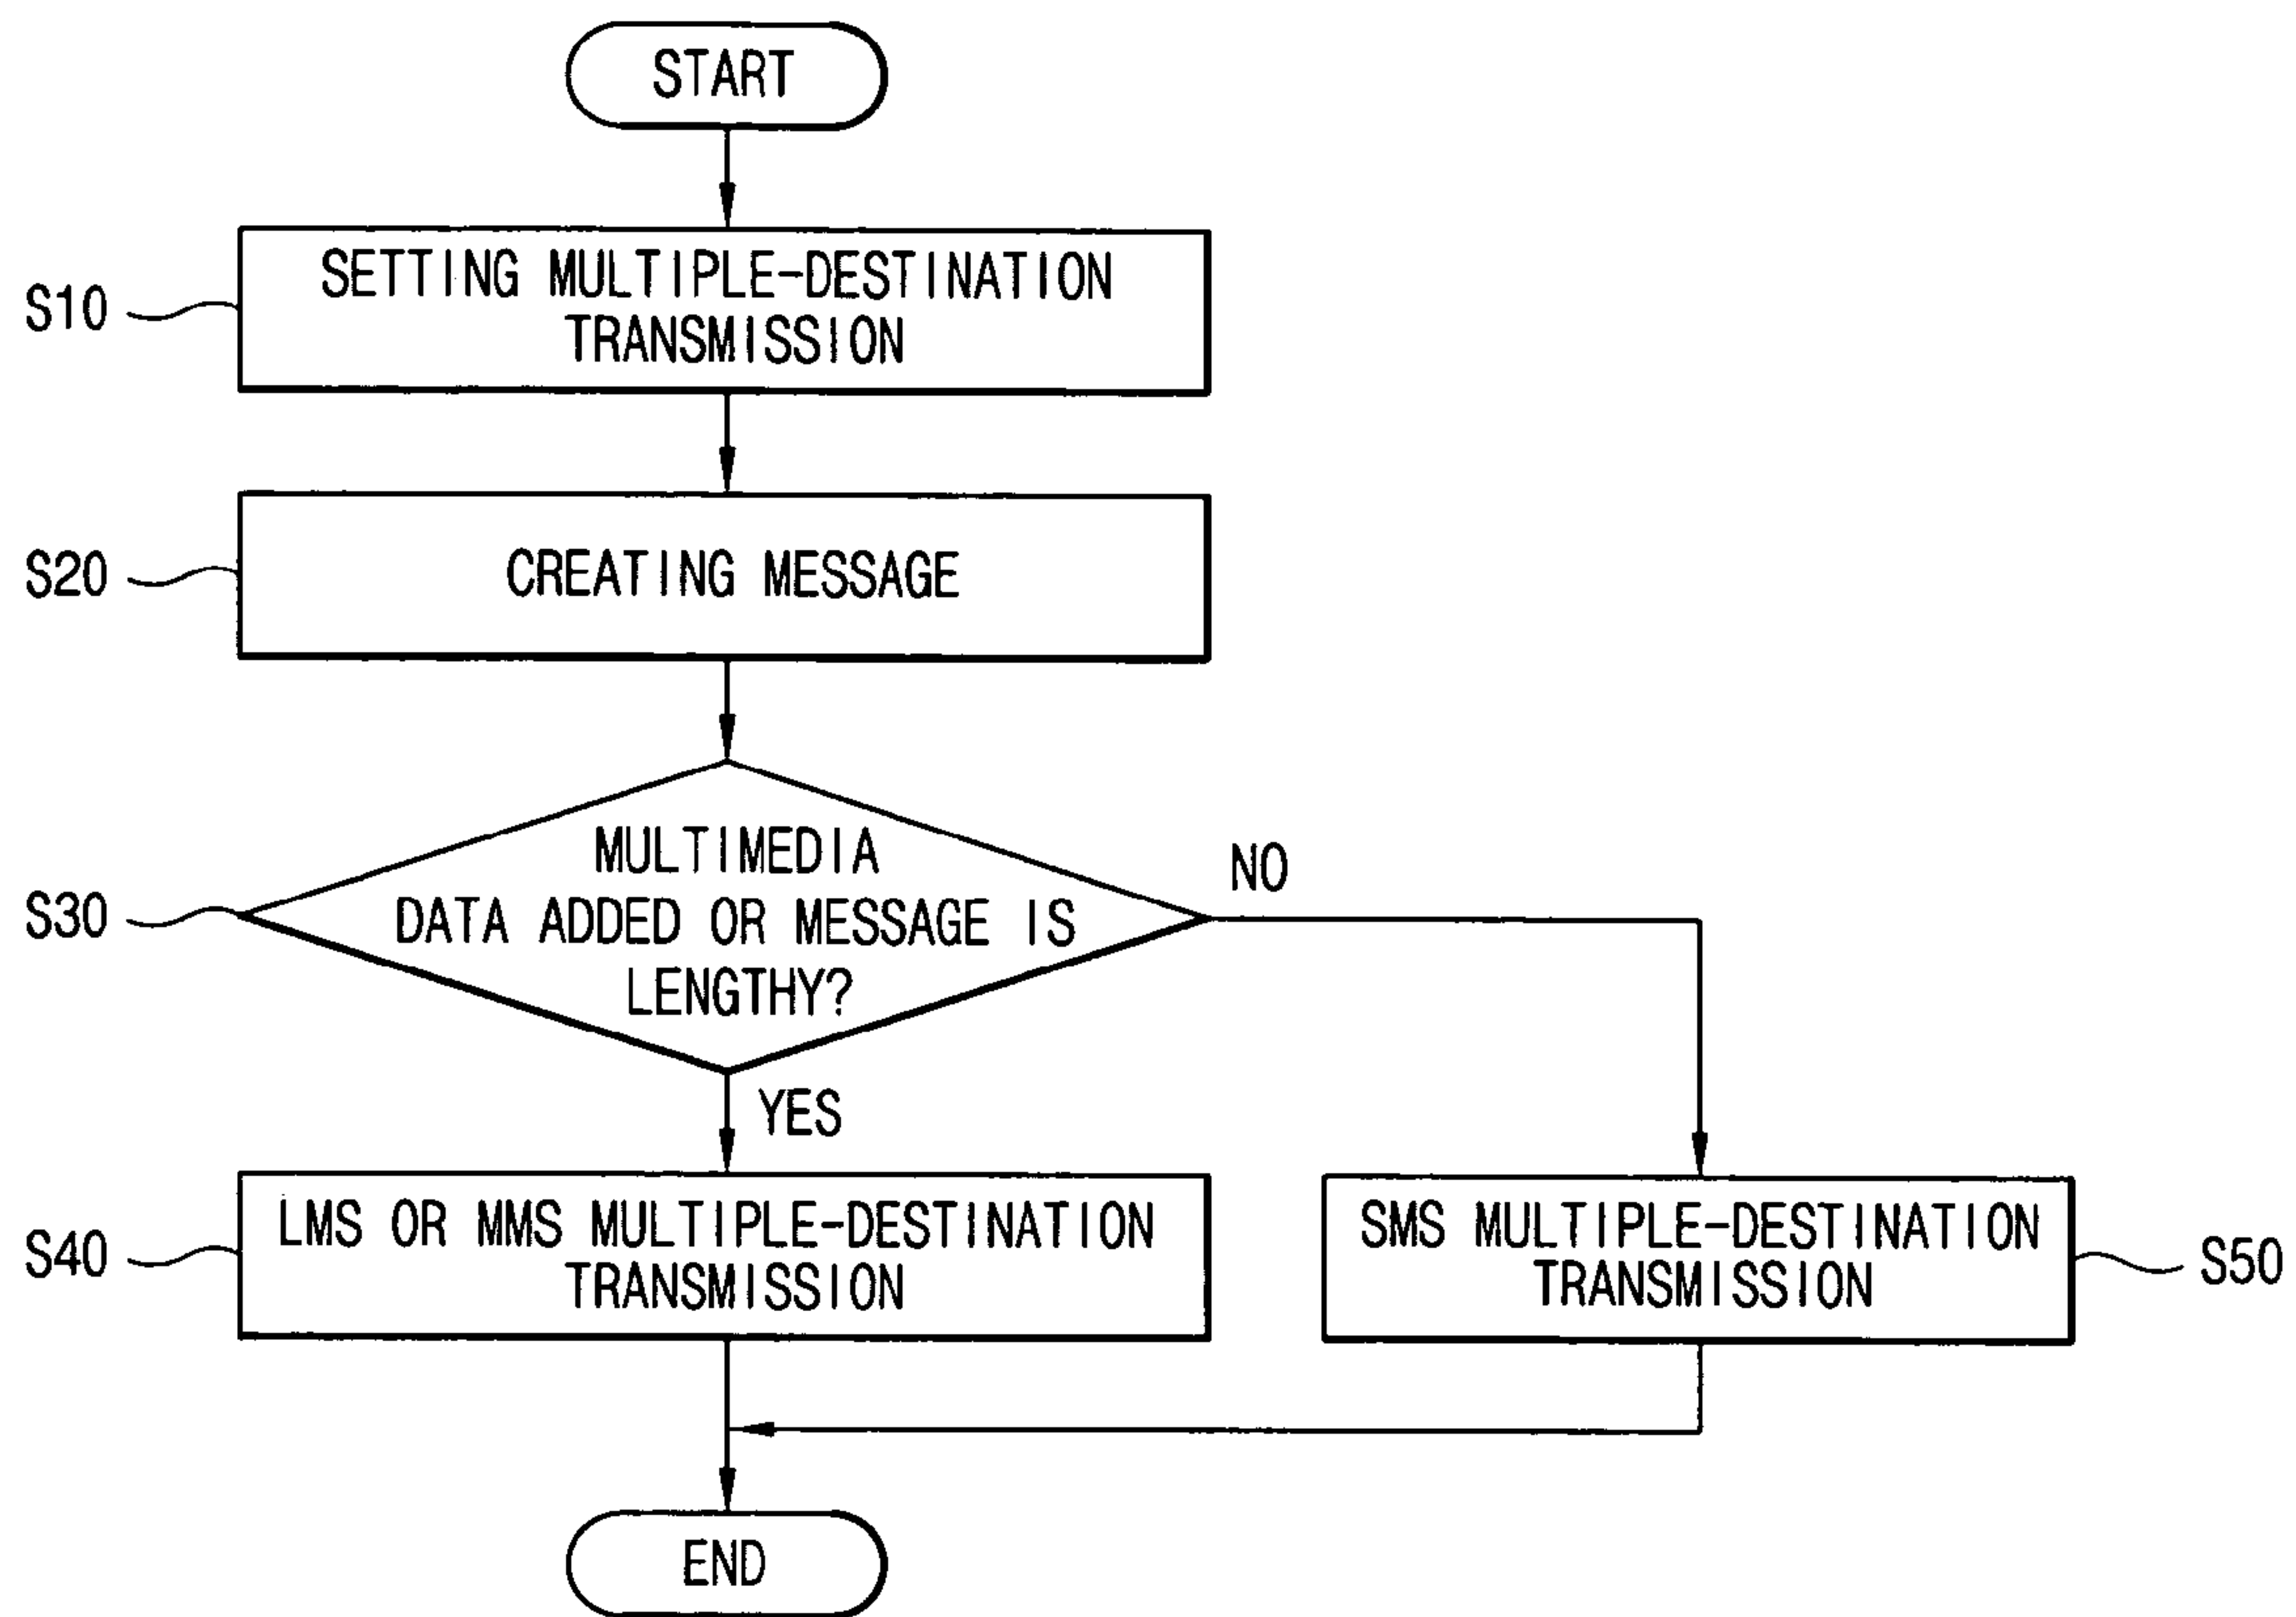 START
S10
SETTING MULTIPLE-DESTINATION
TRANSMISSION
S20
CREATING MESSAGE
S30
MULTIMEDIA
DATA ADDED OR MESSAGE IS
LENGTHY?
NO
YES
S40
LMS OR MMS MULTIPLE-DESTINATION
TRANSMISSION
SMS MULTIPLE-DESTINATION
TRANSMISSION
S50
END